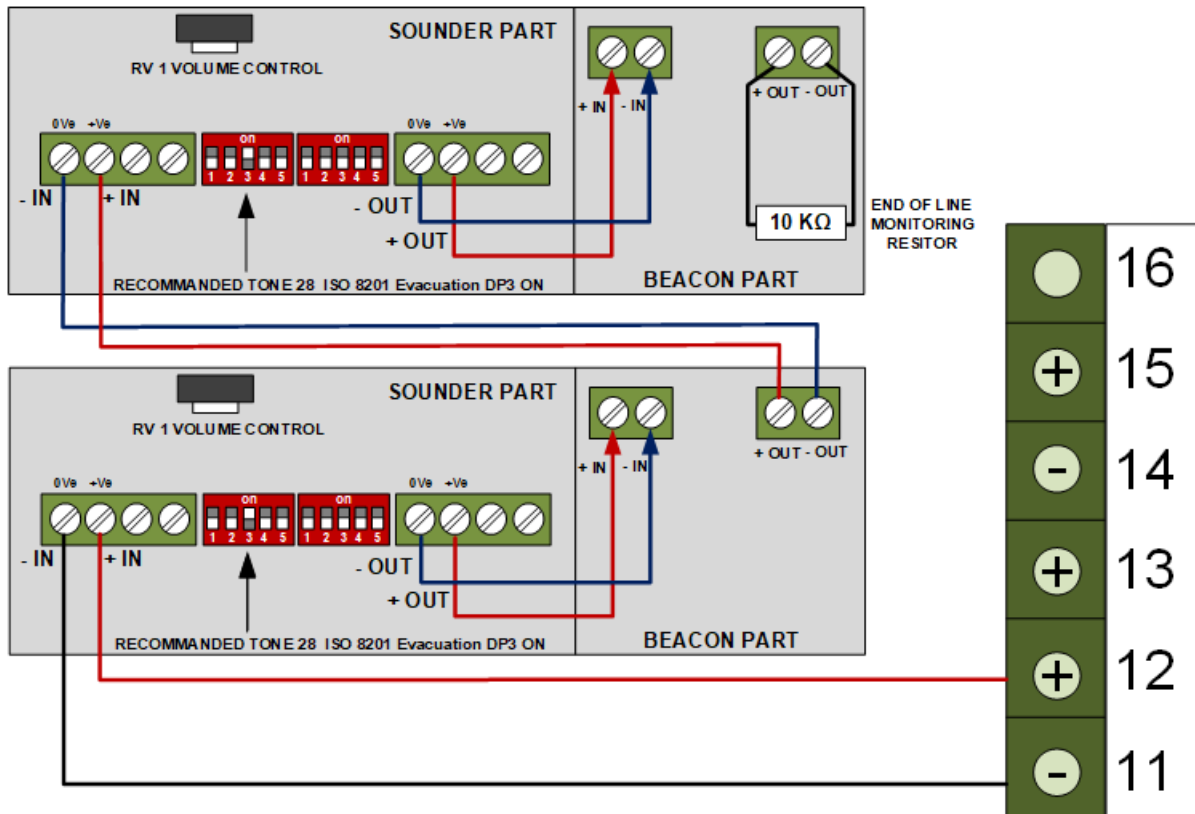 SOUNDER PART
RV 1 VOLUME CONTROL
+ IN - IN
+ OUT - OUT
0Ve +Ve
on on
0Ve +Ve
1 2 3 4 5
1 2 3 4 5
- IN + IN
- OUT
+ OUT
10 KΩ
END OF LINE
MONITORING
RESITOR
RECOMMANDED TONE 28 ISO 8201 Evacuation DP3 ON
BEACON PART
SOUNDER PART
RV 1 VOLUME CONTROL
+ IN - IN
+ OUT - OUT
0Ve +Ve
on on
0Ve +Ve
1 2 3 4 5
1 2 3 4 5
- IN + IN
- OUT
+ OUT
RECOMMANDED TONE 28 ISO 8201 Evacuation DP3 ON
BEACON PART
16
+ 15
- 14
+ 13
+ 12
- 11